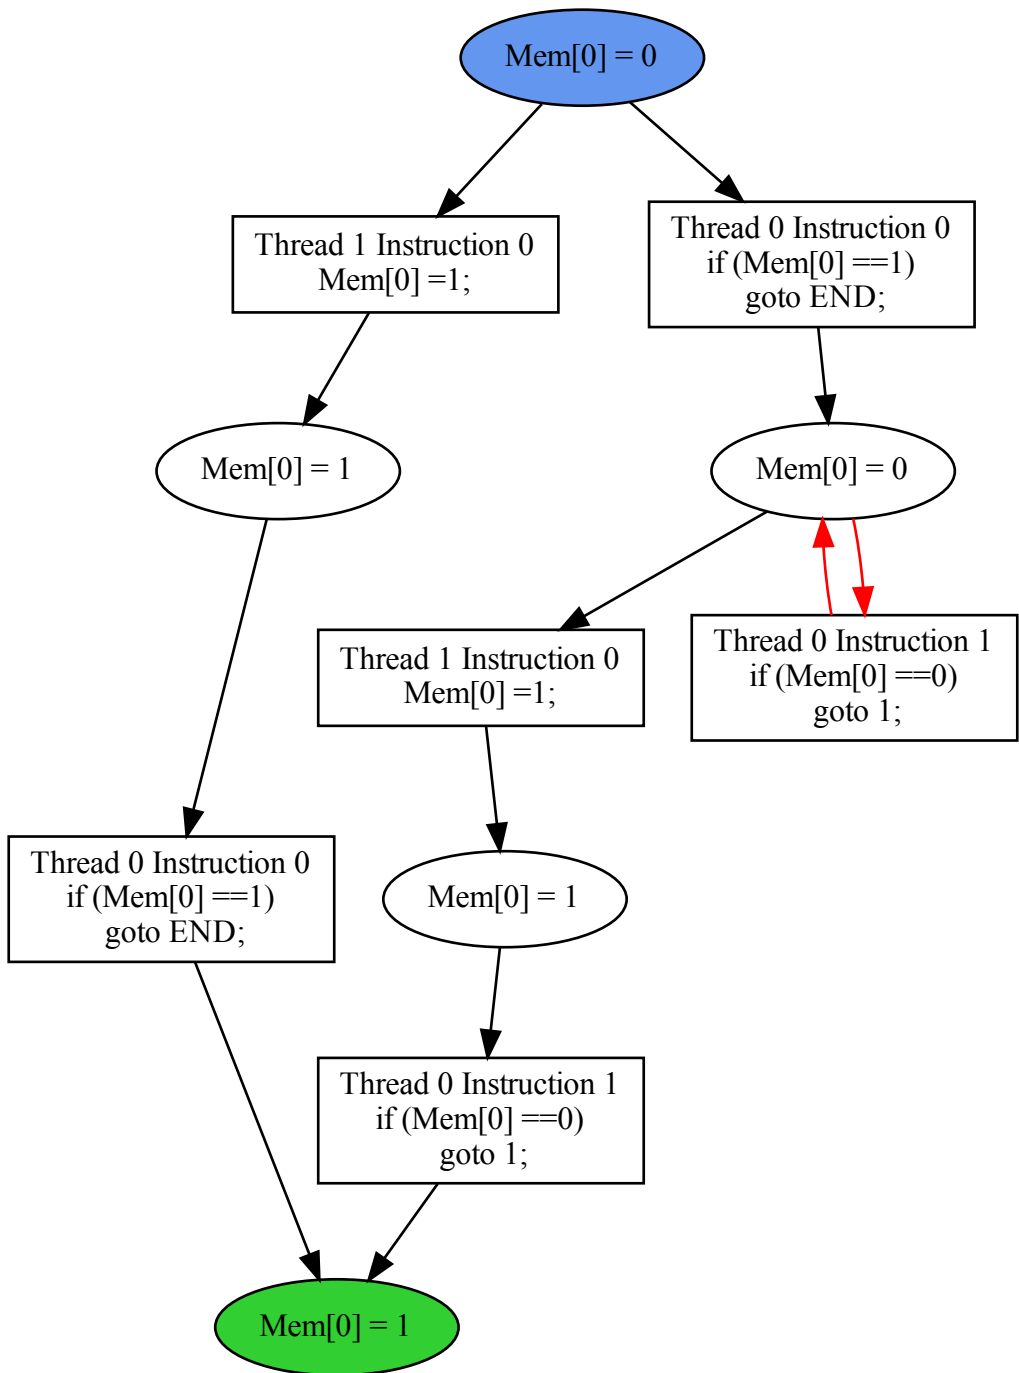 Mem[0] = 0
Thread 1 Instruction 0
Mem[0] =1;
Thread 0 Instruction 0
if (Mem[0] ==1)
goto END;
Mem[0] = 1
Mem[0] = 0
Thread 1 Instruction 0
Mem[0] =1;
Thread 0 Instruction 1
if (Mem[0] ==0)
goto 1;
Thread 0 Instruction 0
if (Mem[0] ==1)
goto END;
Mem[0] = 1
Thread 0 Instruction 1
if (Mem[0] ==0)
goto 1;
Mem[0] = 1